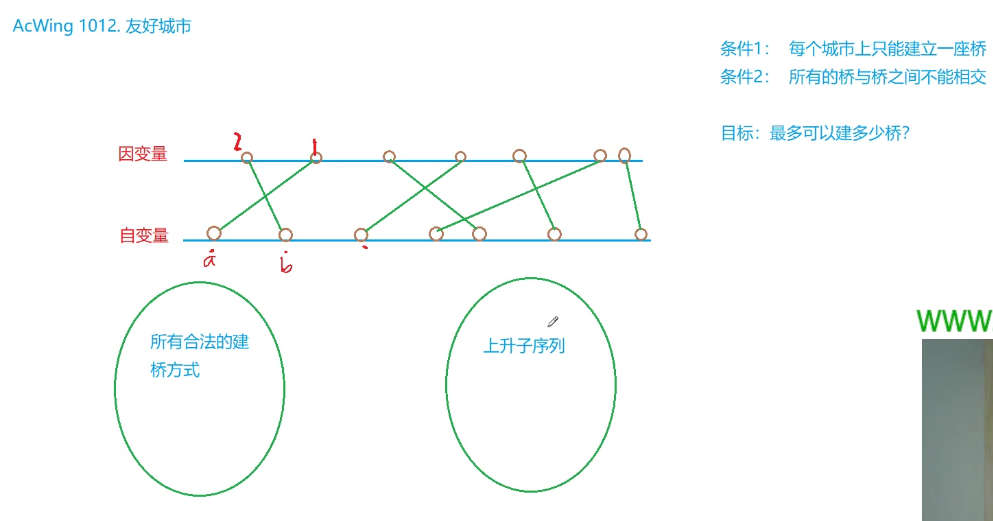 AcWing 1012. 友好城市
条件1： 每个城市上只能建立一座桥
条件2： 所有的桥与桥之间不能相交
目标：最多可以建多少桥？
2
1
因变量
自变量
a
b
所有合法的建
桥方式
上升子序列
WWW